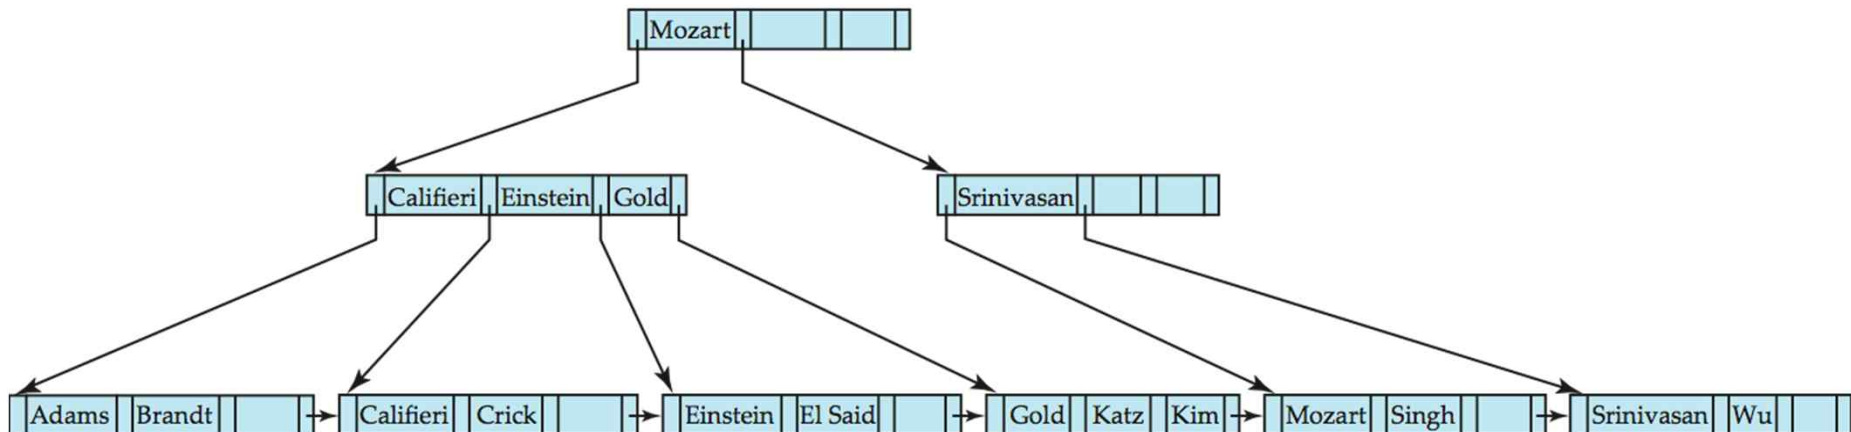 Mozart
Califieri Einstein Gold Srinivasan
Adams Brandt Califieri Crick Einstein El Said Gold Katz Kim Mozart Singh Srinivasan Wu